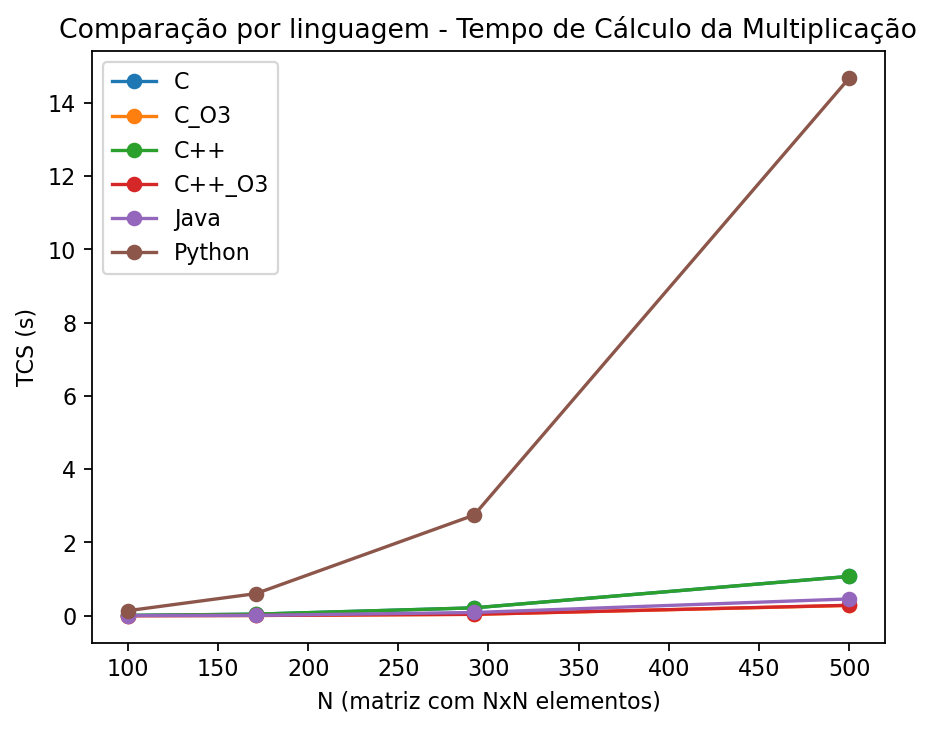 Comparação por linguagem - Tempo de Cálculo da Multiplicação
C
C_O3
C++
C++_O3
Java
Python
14
12
10
8
6
4
2
0
TCS (s)
100 150 200 250 300 350 400 450 500
N (matriz com NxN elementos)